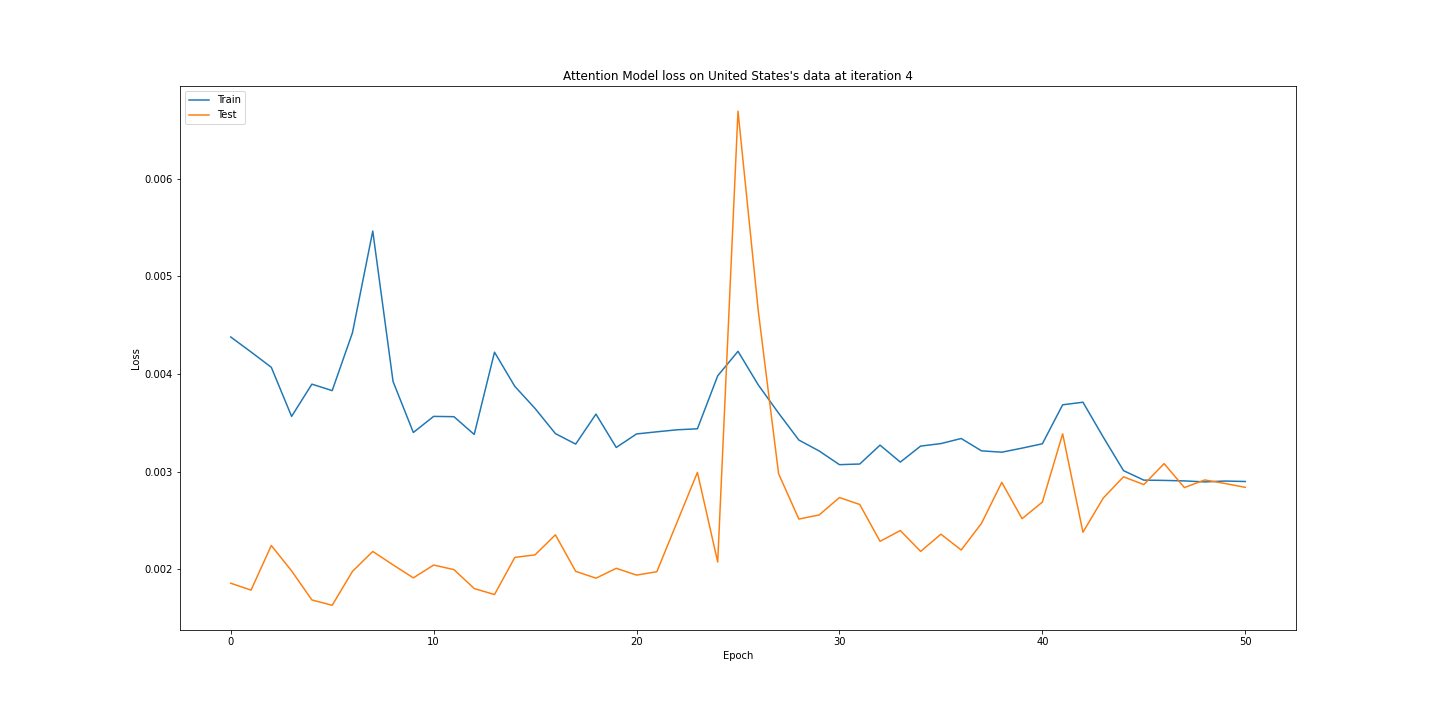 Attention Model loss on United States's data at iteration 4
Train
Test
0.006
0.005
0.004
0.003
0.002
Loss
0 10 20 30 40 50
Epoch